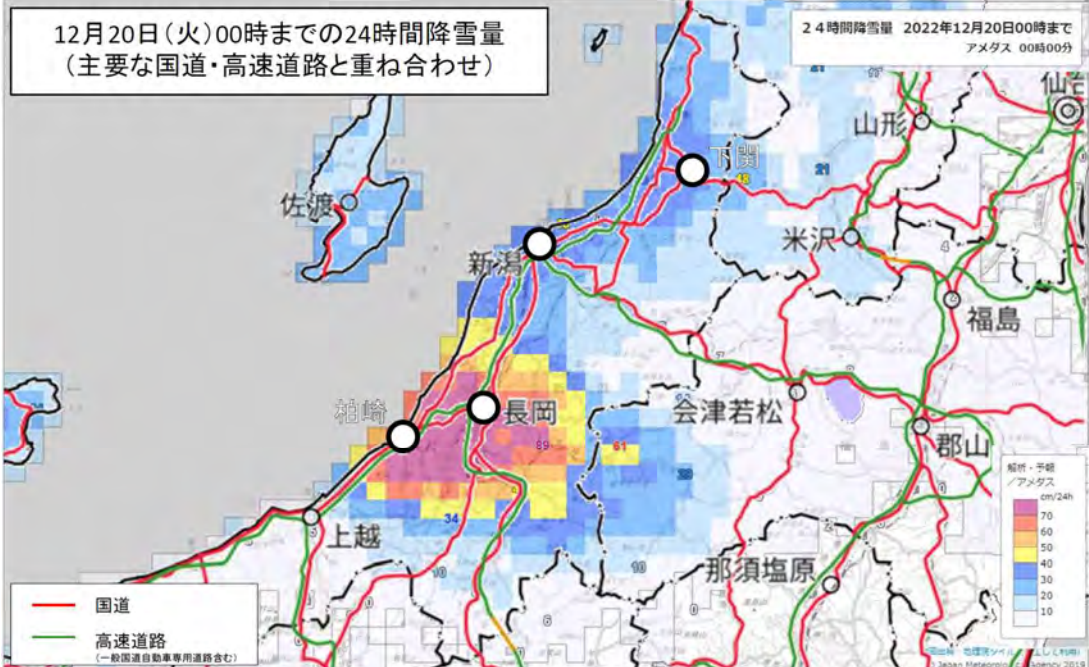 12月20日(火)00時までの24時間降雪量
(主要な国道・高速道路と重ね合わせ)
24時間降雪量 2022年12月20日00時まで
アメダス 00時00分
仙台
山形
下関
48
21
佐渡
米沢
4
新潟
福島
柏崎
長岡
会津若松
89
61
郡山
34
上越
10
10
那須塩原
0
6
解析・予報
/アメダス
cm/24h
70
60
50
40
30
20
10
国道
高速道路
(一般国道自動車専用道路含む)